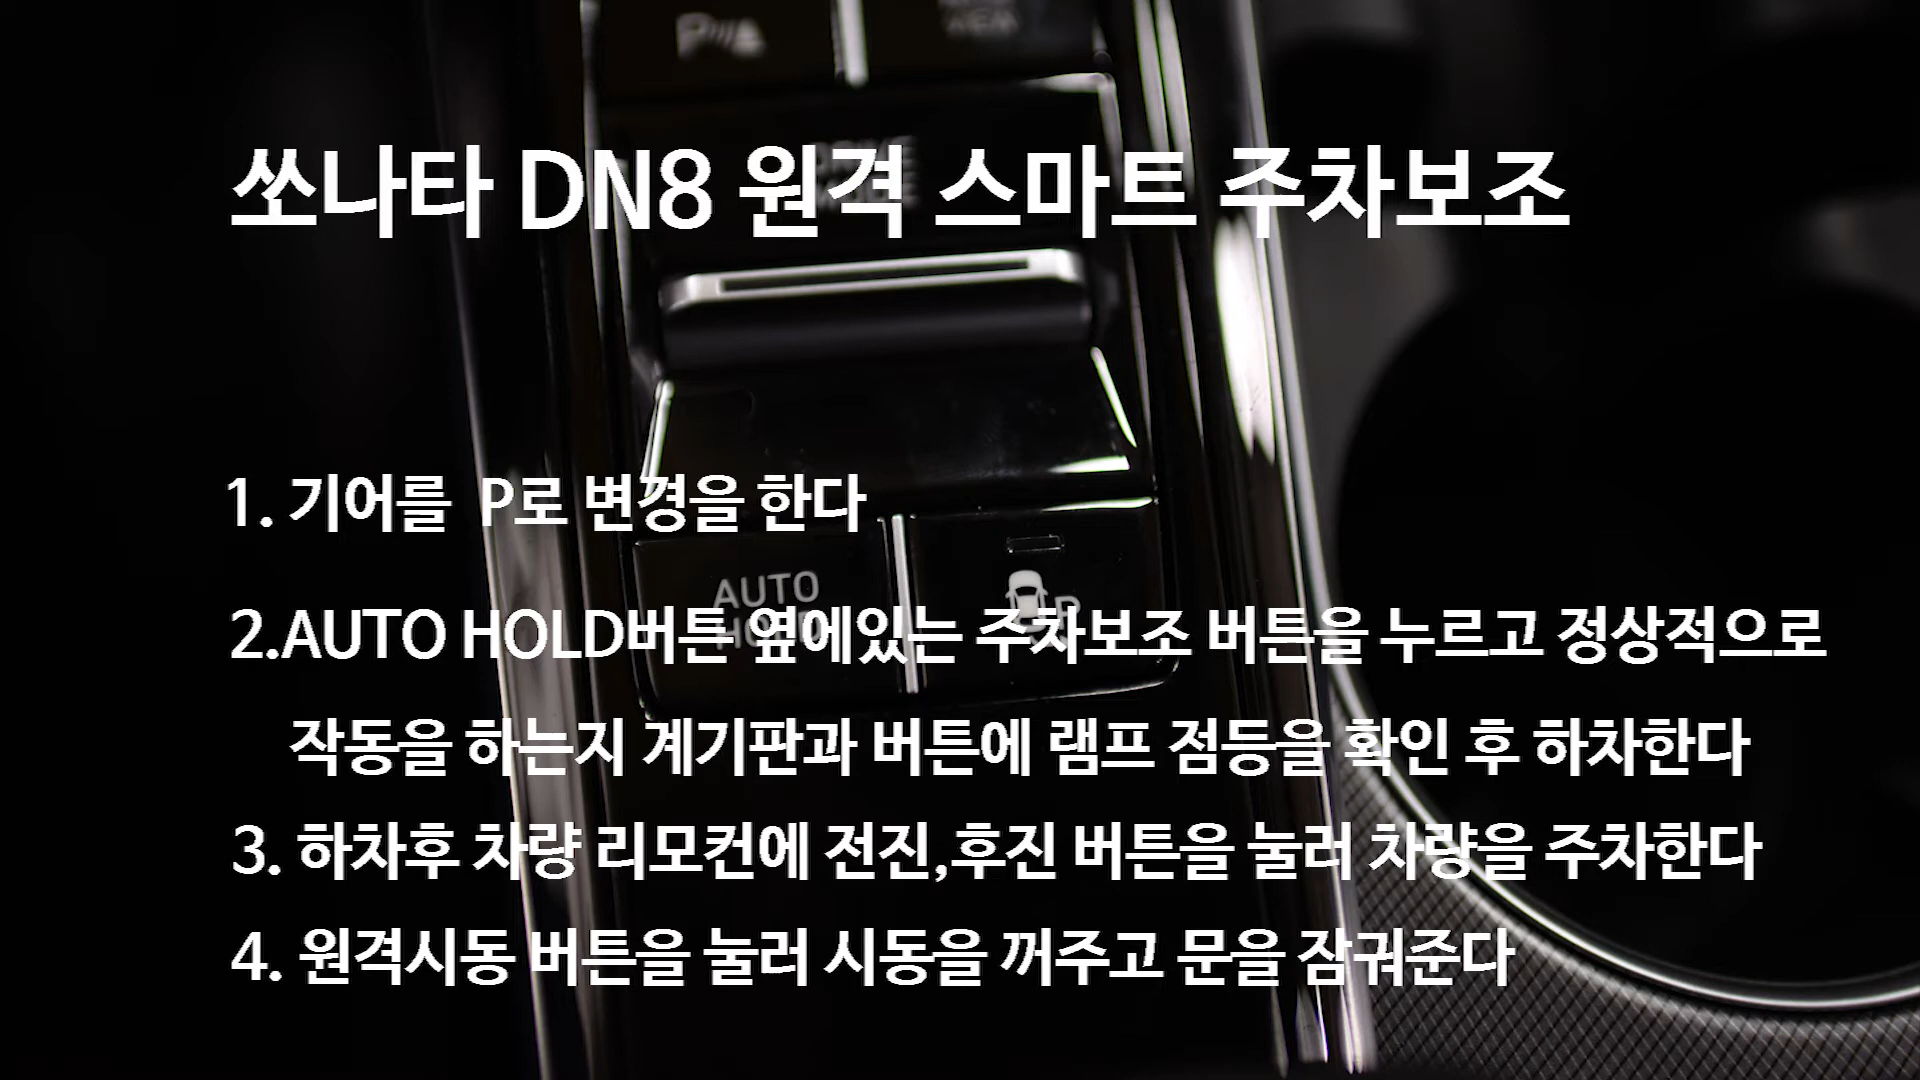 쏘나타 DN8 원격 스마트 주차보조
1. 기어를 P로 변경을 한다
AUTO
HOLD
2.AUTO HOLD버튼 옆에있는 주차보조 버튼을 누르고 정상적으로
작동을 하는지 계기판과 버튼에 램프 점등을 확인 후 하차한다
3. 하차후 차량 리모컨에 전진,후진 버튼을 눌러 차량을 주차한다
4. 원격시동 버튼을 눌러 시동을 꺼주고 문을 잠궈준다